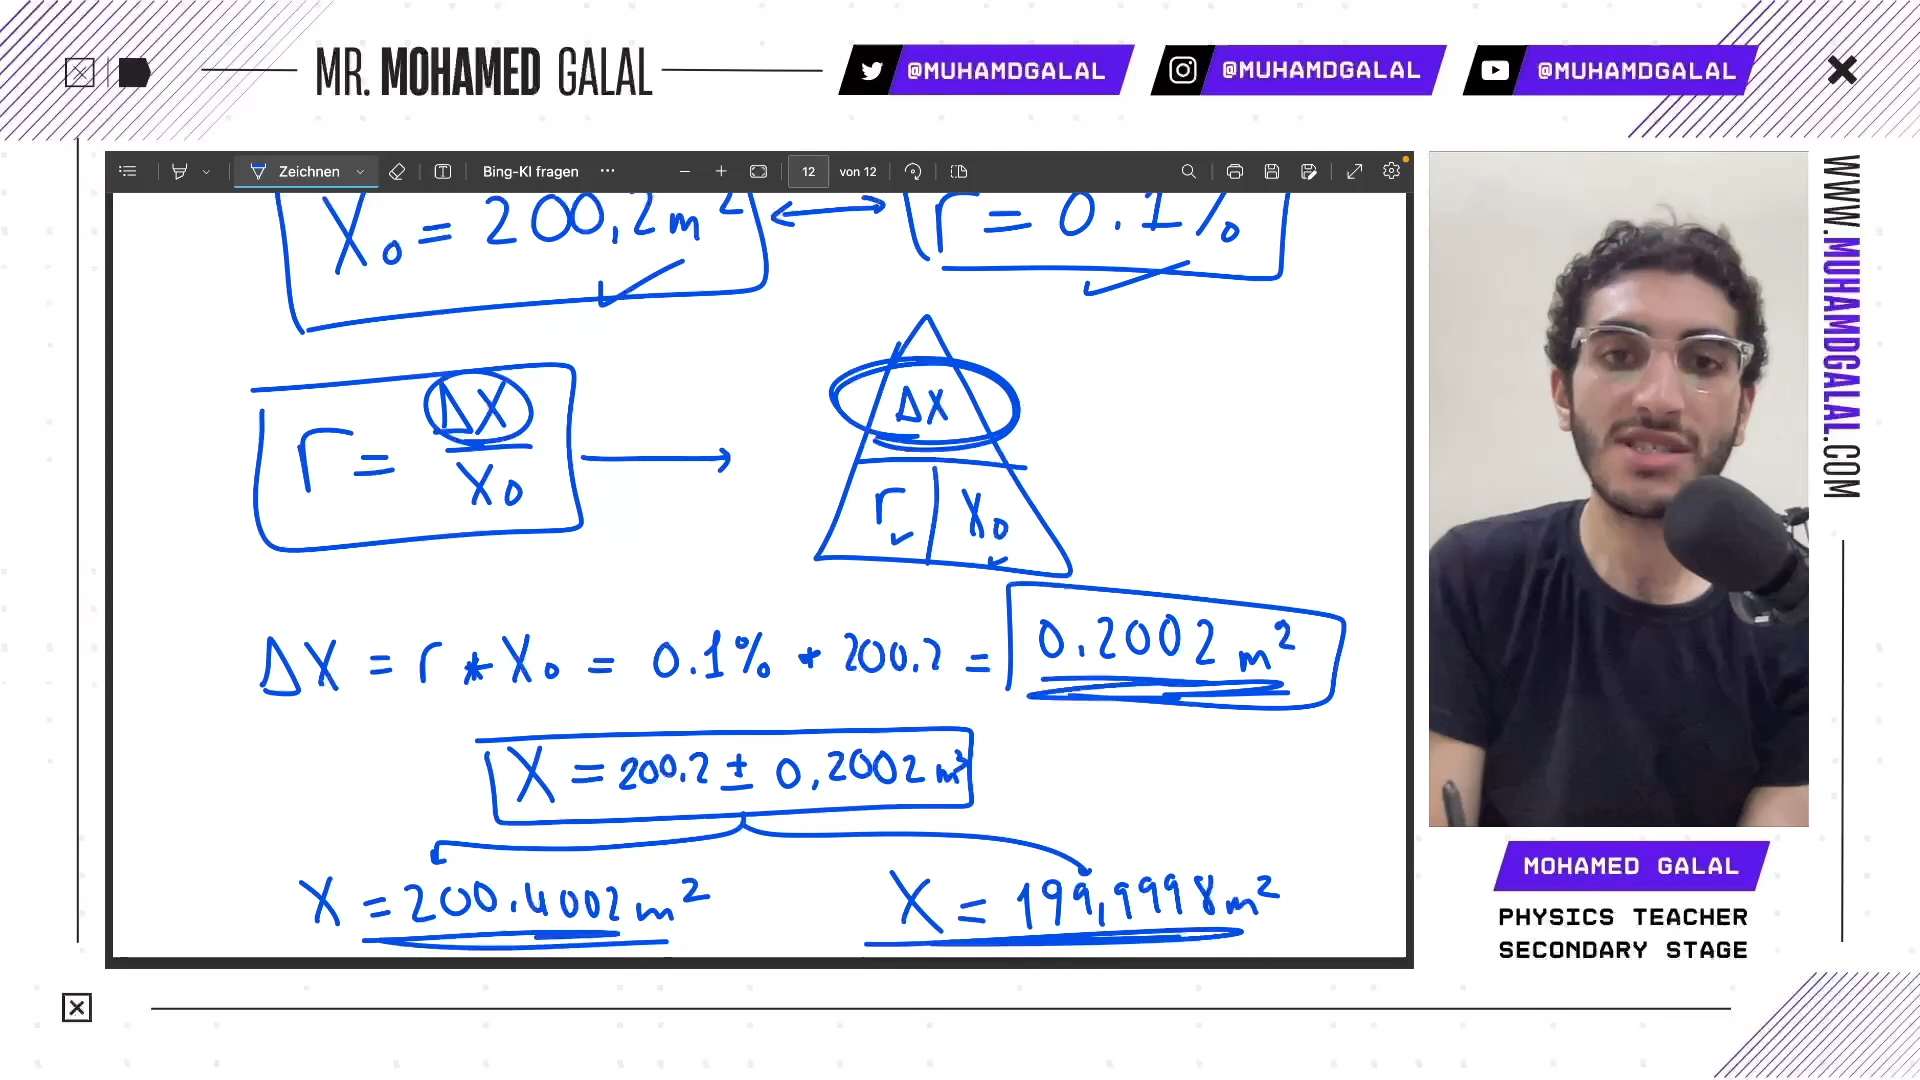 MR. MOHAMED GALAL
@MUHAMDGALAL
@MUHAMDGALAL
@MUHAMDGALAL
Zeichnen
Bing-KI fragen
12
von 12
X₀ = 200,2 m²
r = 0.1%
r = ΔX / X₀
ΔX
r
X₀
ΔX = r * X₀ = 0.1% * 200.2 = 0.2002 m²
X = 200.2 ± 0,2002 m²
X = 200.4002 m²
X = 199,9998 m²
WWW.MUHAMDGALAL.COM
MOHAMED GALAL
PHYSICS TEACHER
SECONDARY STAGE